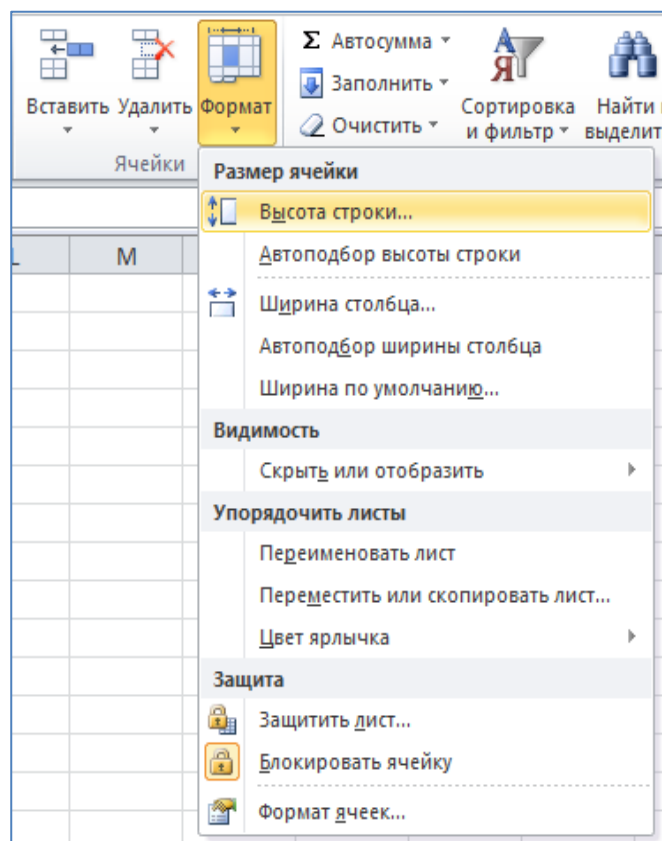 Σ Автосумма
Вставить Удалить Формат
Заполнить
Очистить
Сортировка
и фильтр
Найти
выделит
Ячейки
Размер ячейки
Высота строки...
Автоподбор высоты строки
Ширина столбца...
Автоподбор ширины столбца
Ширина по умолчанию...
Видимость
Скрыть или отобразить
Упорядочить листы
Переименовать лист
Переместить или скопировать лист...
Цвет ярлычка
Защита
Защитить лист...
Блокировать ячейку
Формат ячеек...
M